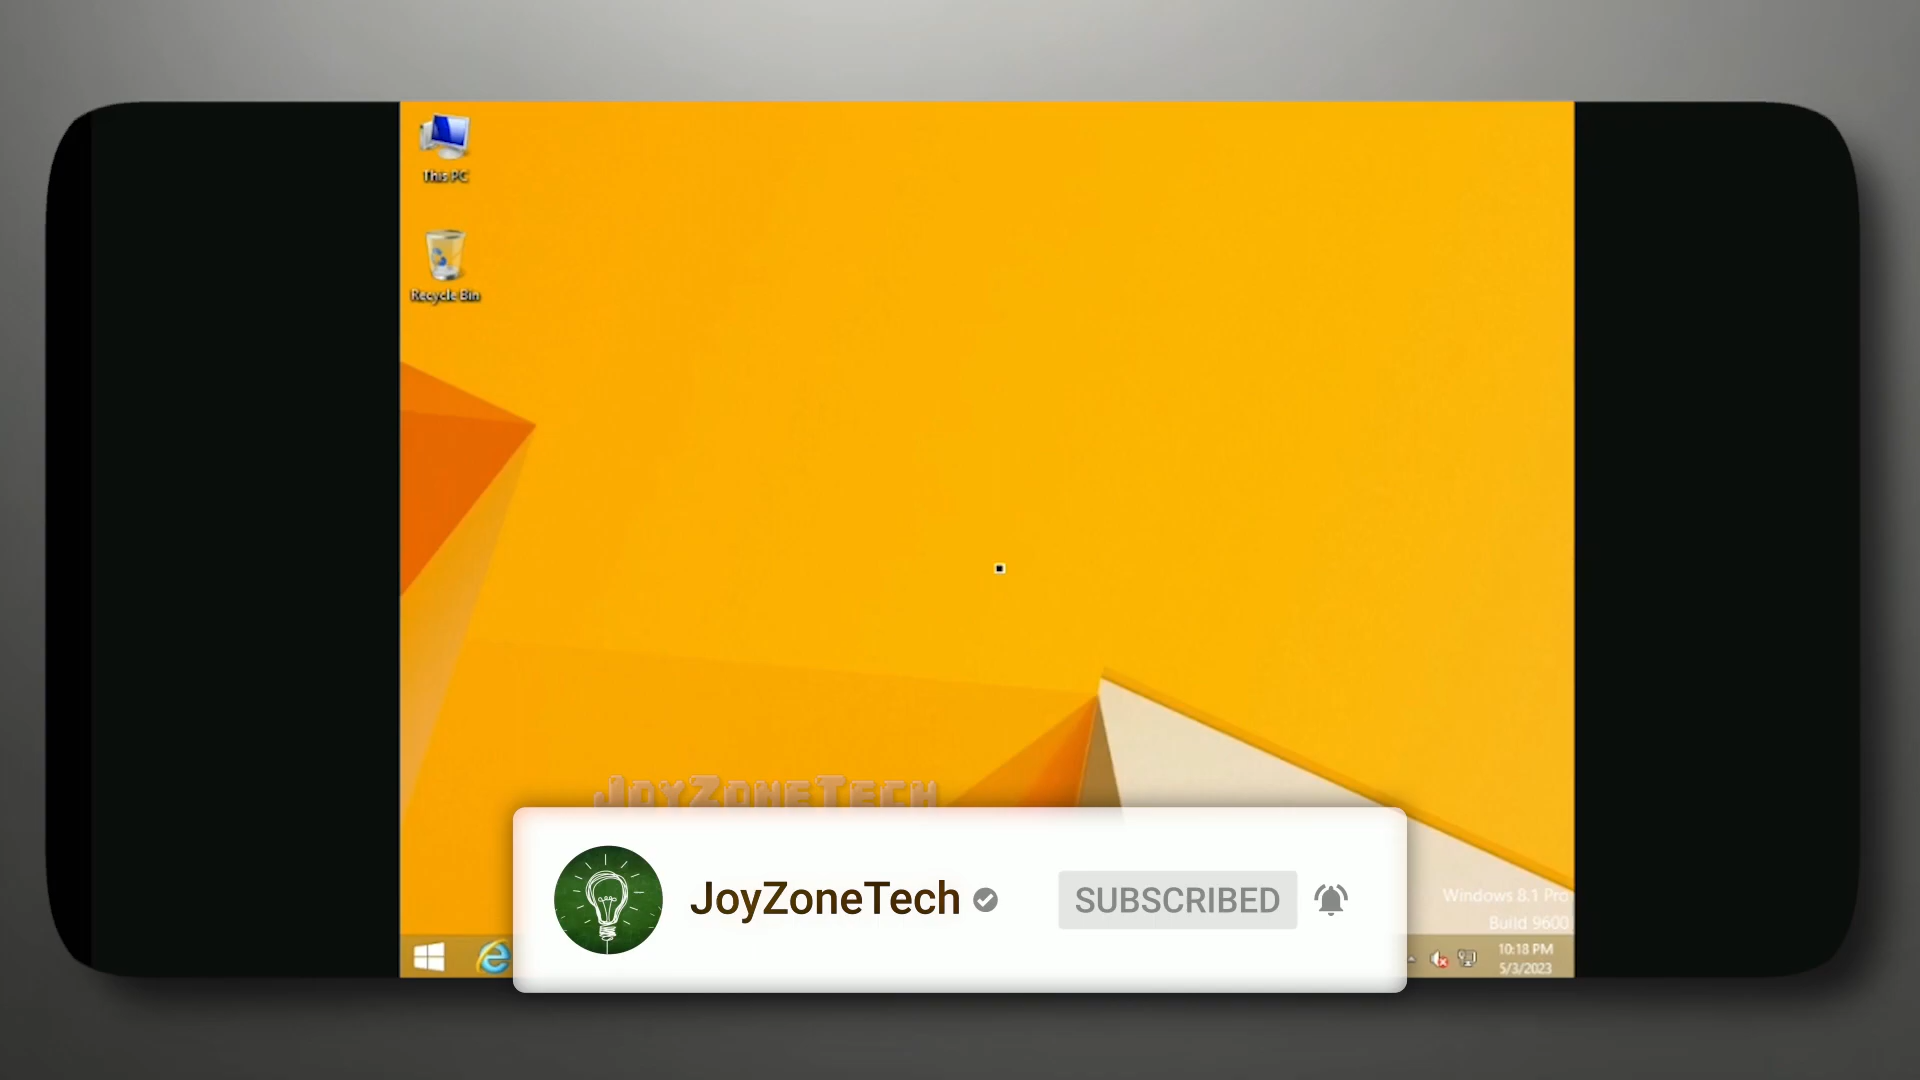 This PC
Recycle Bin
JoyZoneTech
JoyZoneTech
SUBSCRIBED
Windows 8.1 Pro
Build 9600
10:18 PM
5/3/2023